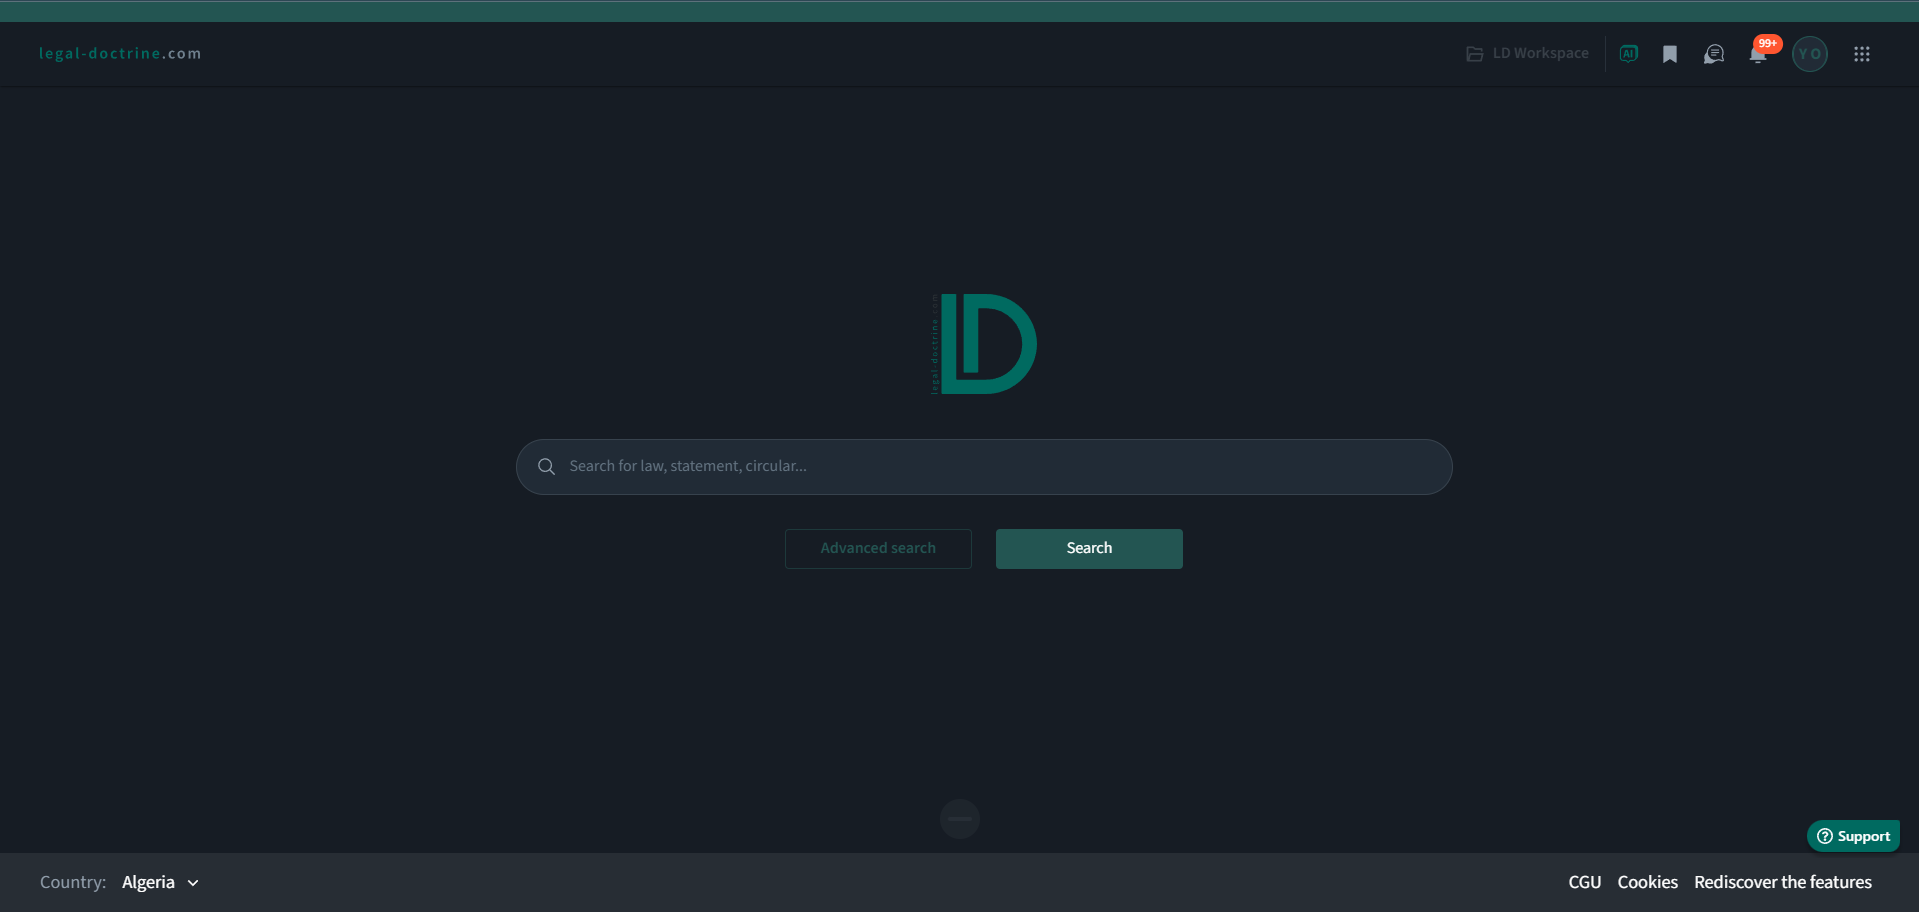 legal-doctrine.com
LD Workspace
AI
99+
Y O
legal-doctrine.com
LD
Search for law, statement, circular...
Advanced search
Search
Support
Country: Algeria
CGU Cookies Rediscover the features